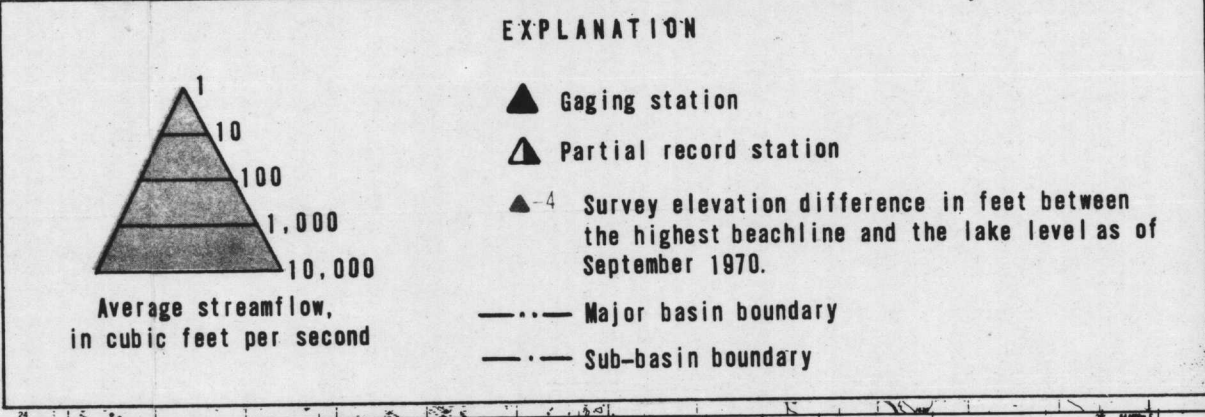 EXPLANATION
1
10
100
1,000
10,000
Average streamflow,
in cubic feet per second
Gaging station
Partial record station
-4 Survey elevation difference in feet between
the highest beachline and the lake level as of
September 1970.
Major basin boundary
Sub-basin boundary
24